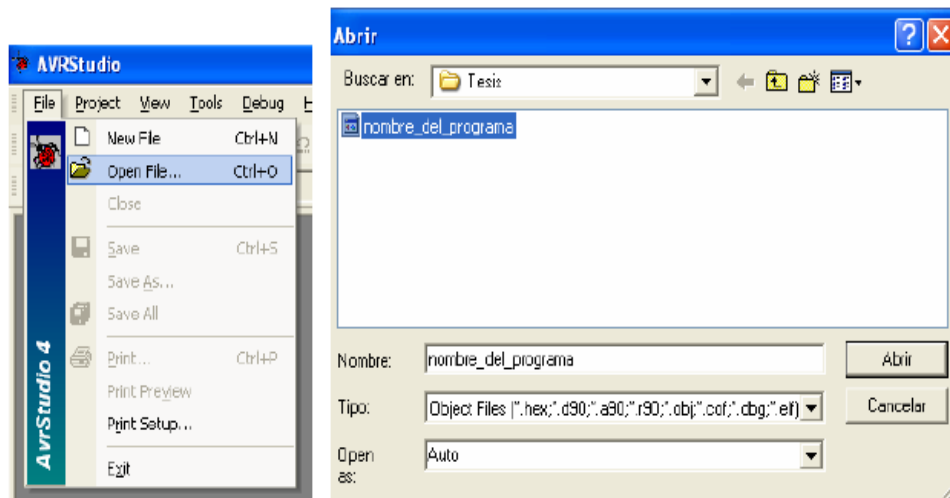 AVRStudio
File Project View Tools Debug H
New File Ctrl+N
Open File... Ctrl+O
Close
Save Ctrl+S
Save As...
Save All
Print... Ctrl+P
Print Preview
Print Setup...
Exit
AvrStudio 4
Abrir
Buscar en: Tesis
nombre_del_programa
Nombre: nombre_del_programa
Abrir
Tipo: Object Files (*.hex;*.d90;*.a90;*.r90;*.obj;*.cof;*.dbg;*.elf)
Cancelar
Open as: Auto